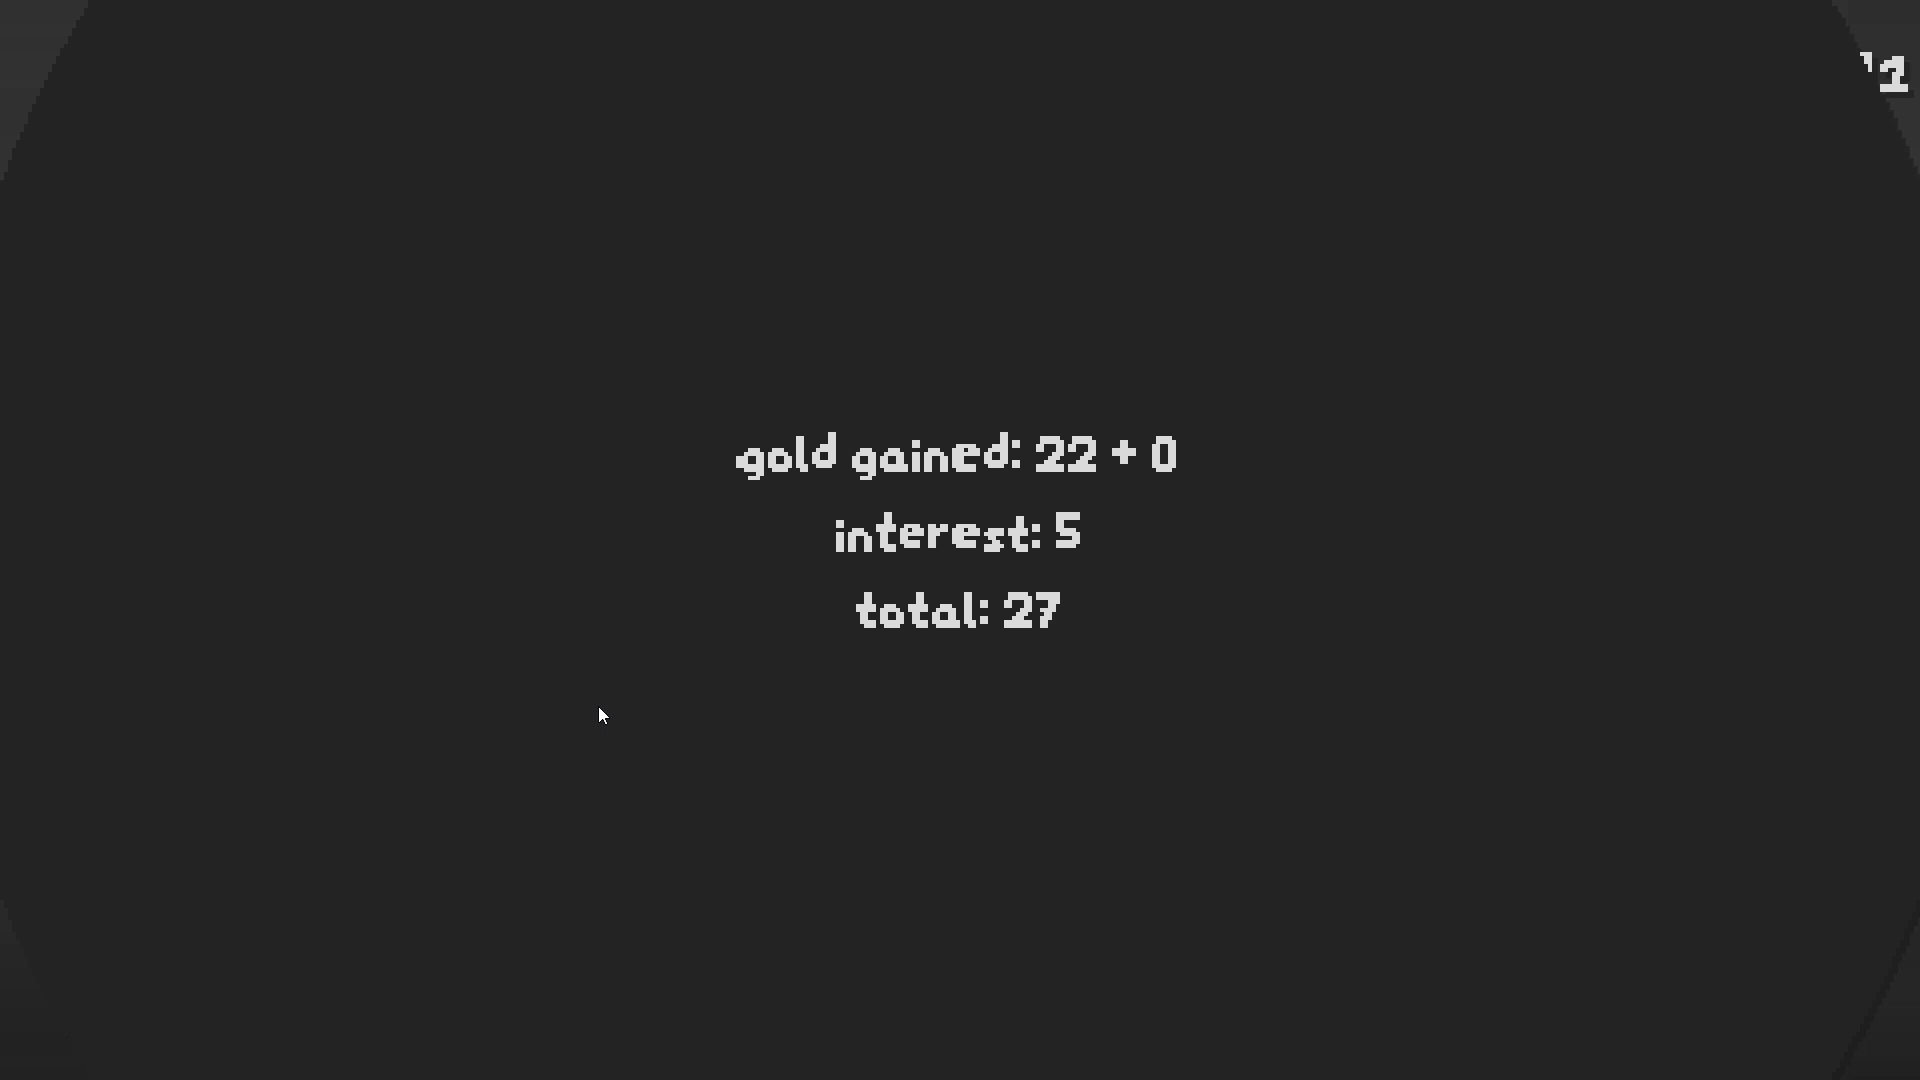 gold gained: 22 + 0
interest: 5
total: 27